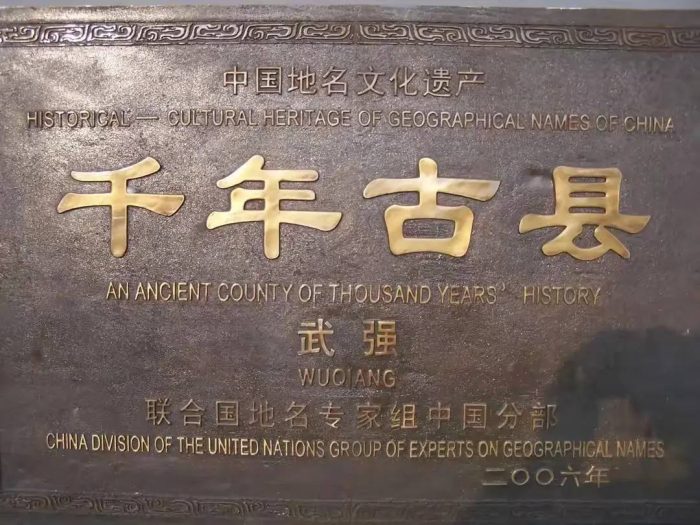 中国地名文化遗产
HISTORICAL — CULTURAL HERITAGE OF GEOGRAPHICAL NAMES OF CHINA
千年古县
AN ANCIENT COUNTY OF THOUSAND YEARS' HISTORY
武强
WUQIANG
联合国地名专家组中国分部
CHINA DIVISION OF THE UNITED NATIONS GROUP OF EXPERTS ON GEOGRAPHICAL NAMES
二〇〇六年